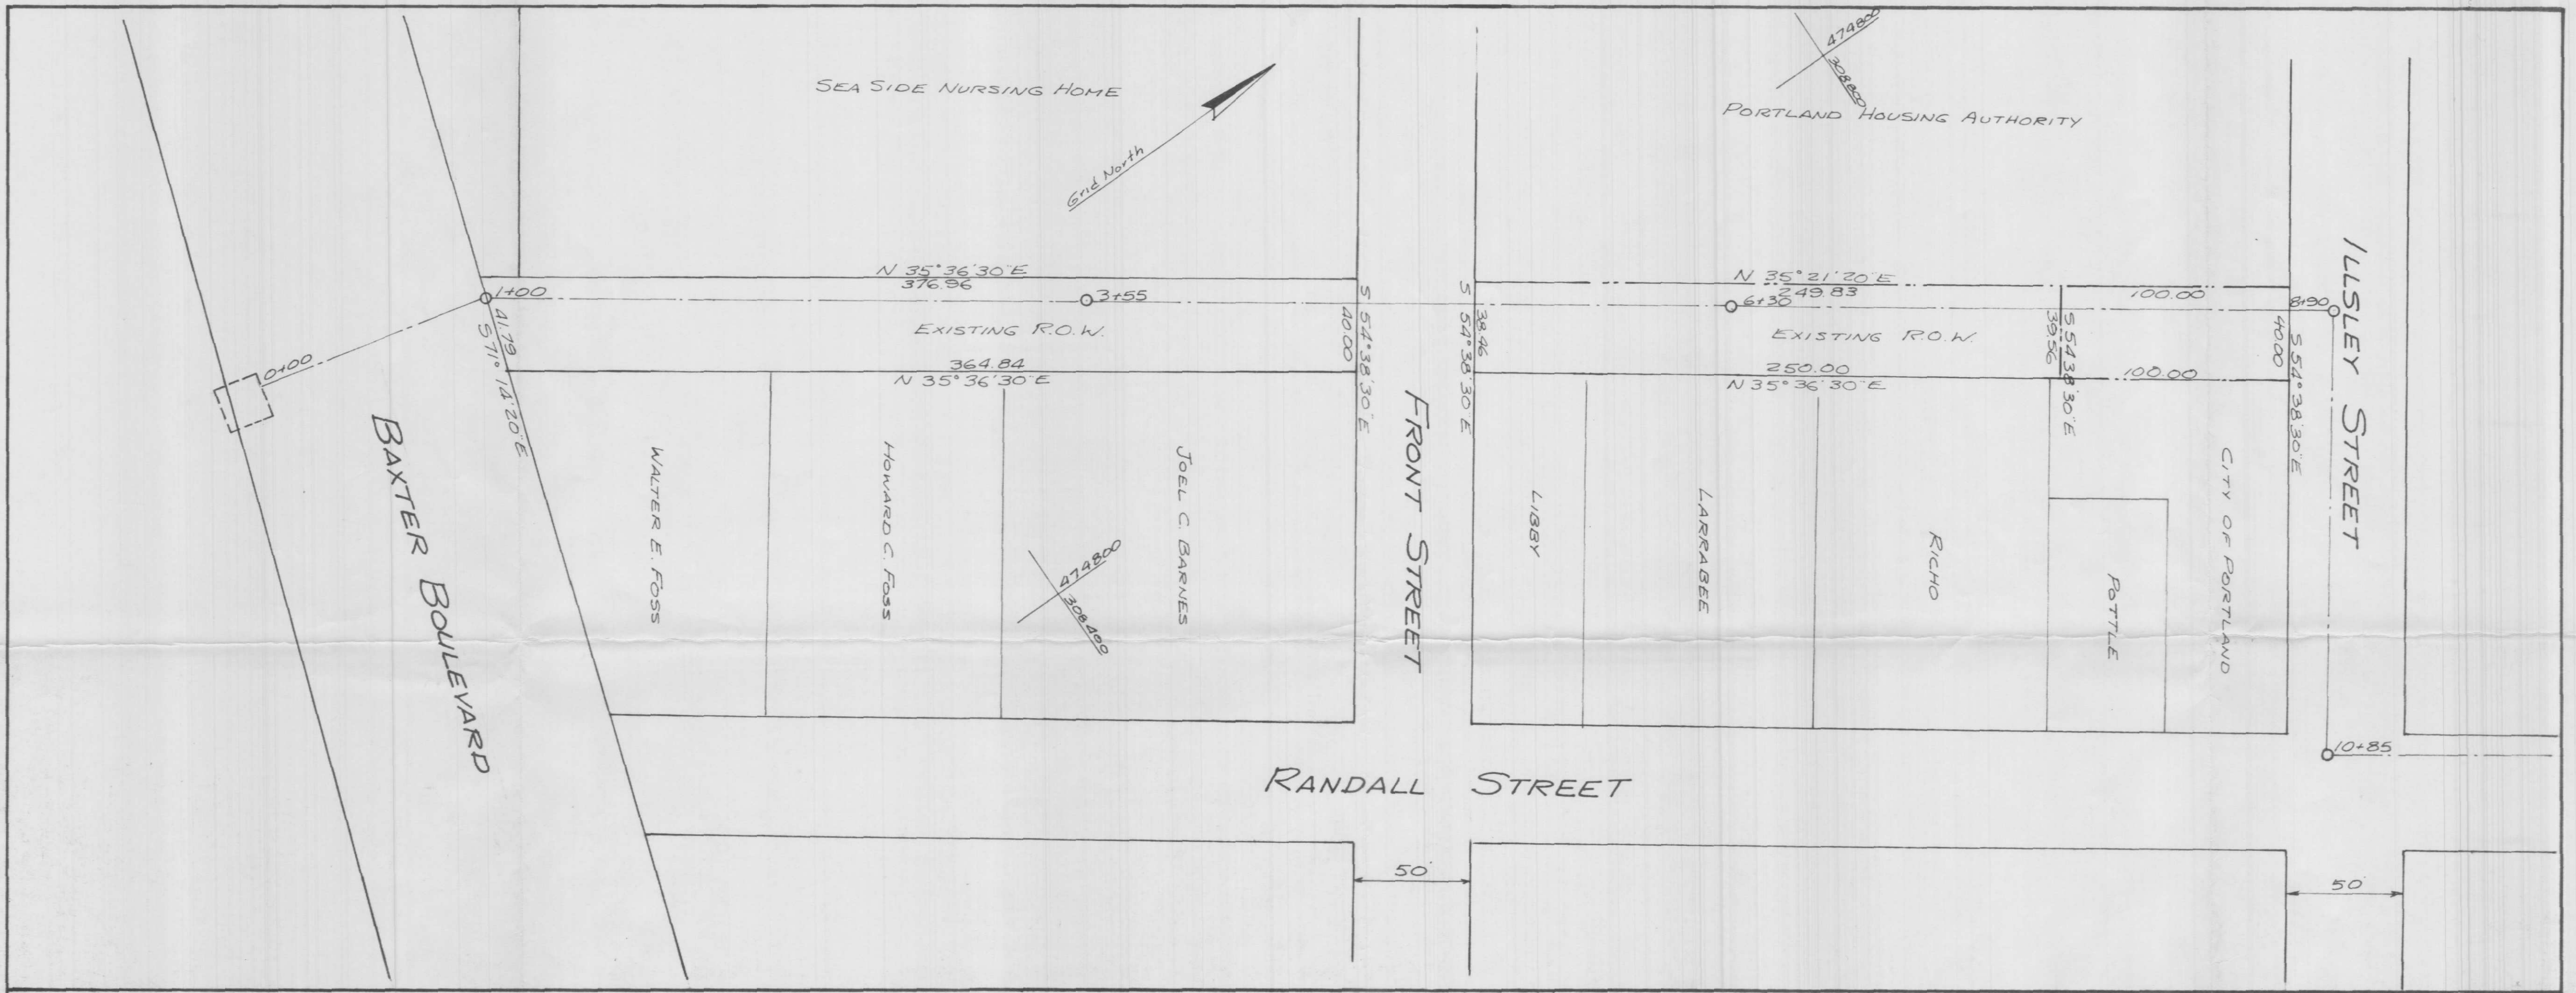 SEA SIDE NURSING HOME
Grid North
474800
308800
PORTLAND HOUSING AUTHORITY
N 35° 36' 30" E
376.96
1+00
3+55
EXISTING R.O.W.
364.84
N 35° 36' 30" E
41.79
S 71° 14' 20" E
0+00
S 54° 38' 30" E
40.00
S 54° 38' 30" E
38.46
N 35° 21' 20" E
249.83
6+30
EXISTING R.O.W.
250.00
N 35° 36' 30" E
S 54° 38' 30" E
39.56
100.00
100.00
8+90
S 54° 38' 30" E
40.00
ILLSLEY STREET
BAXTER BOULEVARD
WALTER E. FOSS
HOWARD C. FOSS
JOEL C. BARNES
474800
308400
FRONT STREET
LIBBY
LARRABEE
RICHO
POTTLE
CITY OF PORTLAND
10+85
RANDALL STREET
50'
50'